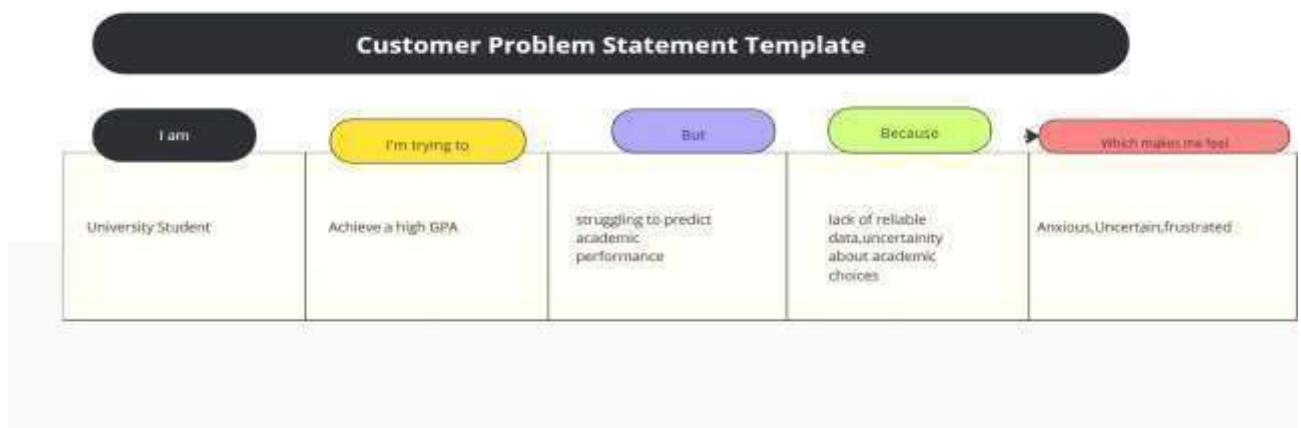 Customer Problem Statement Template
I am
I'm trying to
But
Because
Which makes me feel
University Student
Achieve a high GPA
struggling to predict
academic
performance
lack of reliable
data,uncertainity
about academic
choices
Anxious,Uncertain,frustrated